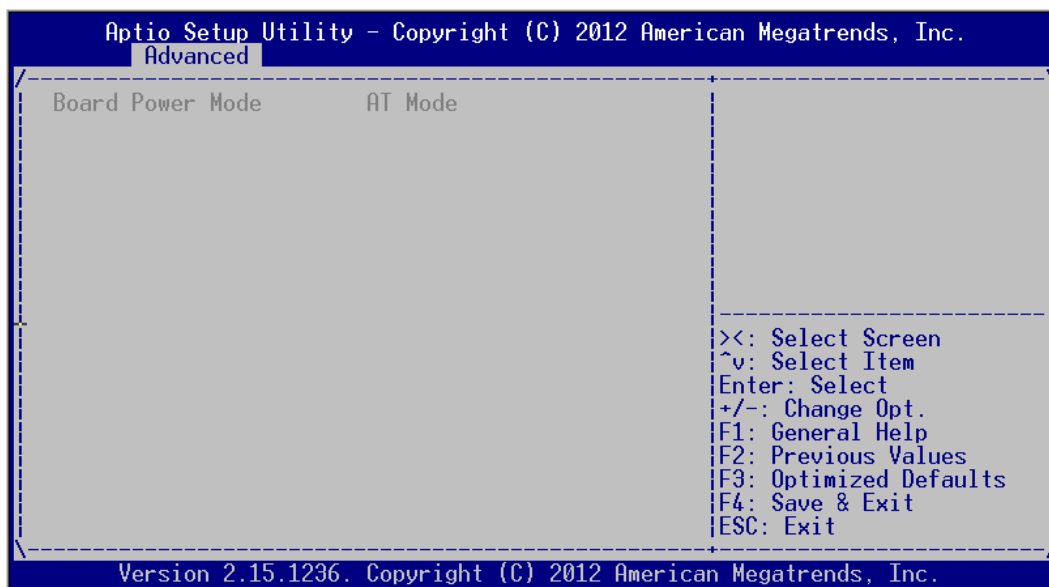 Aptio Setup Utility – Copyright (C) 2012 American Megatrends, Inc.
Advanced
Board Power Mode AT Mode
><: Select Screen
^v: Select Item
Enter: Select
+/-: Change Opt.
F1: General Help
F2: Previous Values
F3: Optimized Defaults
F4: Save & Exit
ESC: Exit
Version 2.15.1236. Copyright (C) 2012 American Megatrends, Inc.